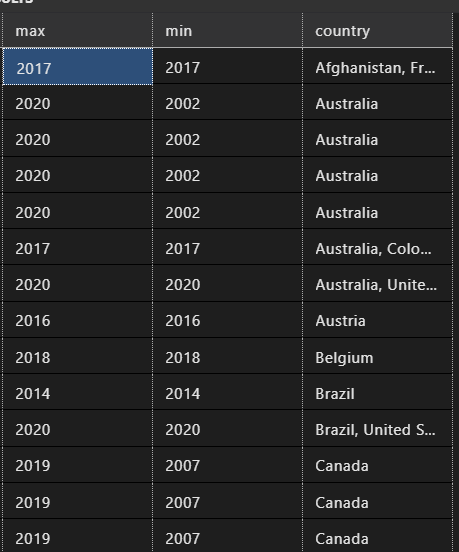 max min country
2017 2017 Afghanistan, Fr...
2020 2002 Australia
2020 2002 Australia
2020 2002 Australia
2020 2002 Australia
2017 2017 Australia, Colo...
2020 2020 Australia, Unite...
2016 2016 Austria
2018 2018 Belgium
2014 2014 Brazil
2020 2020 Brazil, United S...
2019 2007 Canada
2019 2007 Canada
2019 2007 Canada